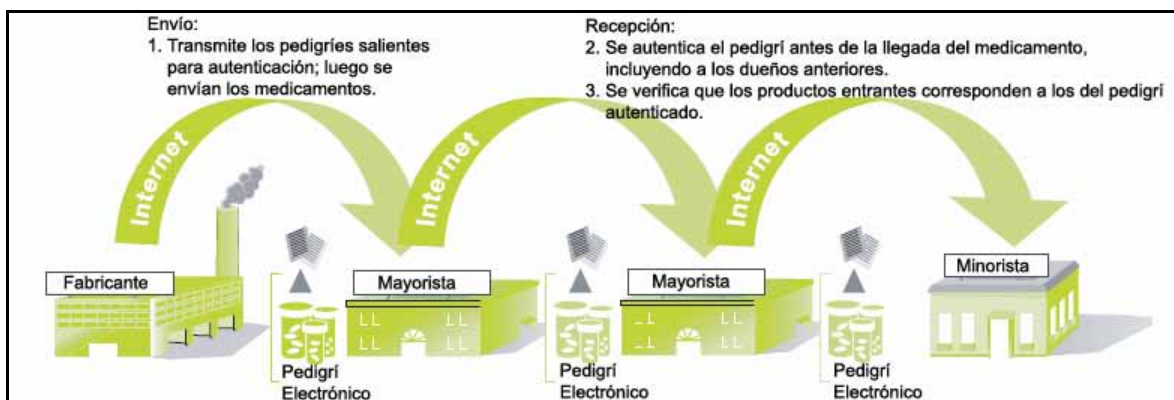 Envío:
1. Transmite los pedigríes salientes
para autenticación; luego se
envían los medicamentos.
Recepción:
2. Se autentica el pedigrí antes de la llegada del medicamento,
incluyendo a los dueños anteriores.
3. Se verifica que los productos entrantes corresponden a los del pedigrí
autenticado.
Internet
Internet
Internet
Fabricante
Mayorista
Mayorista
Minorista
Pedigrí
Electrónico
Pedigrí
Electrónico
Pedigrí
Electrónico